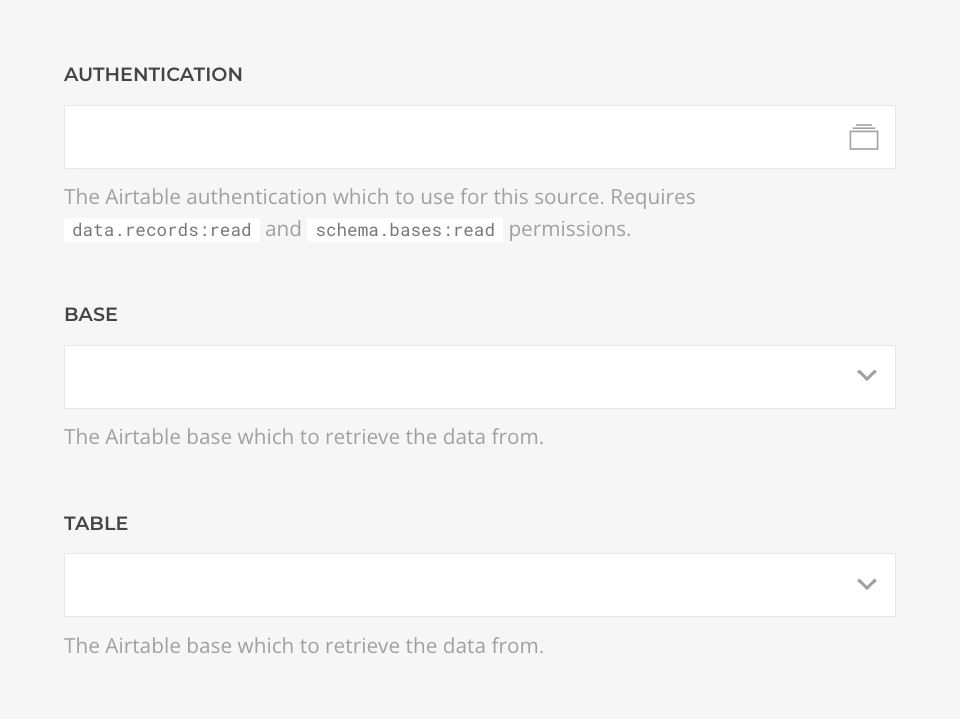 AUTHENTICATION
The Airtable authentication which to use for this source. Requires
data.records:read and schema.bases:read permissions.
BASE
The Airtable base which to retrieve the data from.
TABLE
The Airtable base which to retrieve the data from.